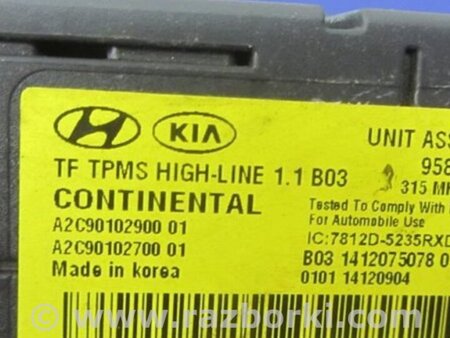 KIA
UNIT ASS
TF TPMS HIGH-LINE 1.1 B03
958
315 MH
CONTINENTAL
Tested To Comply With
For Automobile Use
A2C90102900 01
IC:7812D-5235RXD
A2C90102700 01
B03 1412075078 0
Made in korea
0101 14120904
www.razborki.com